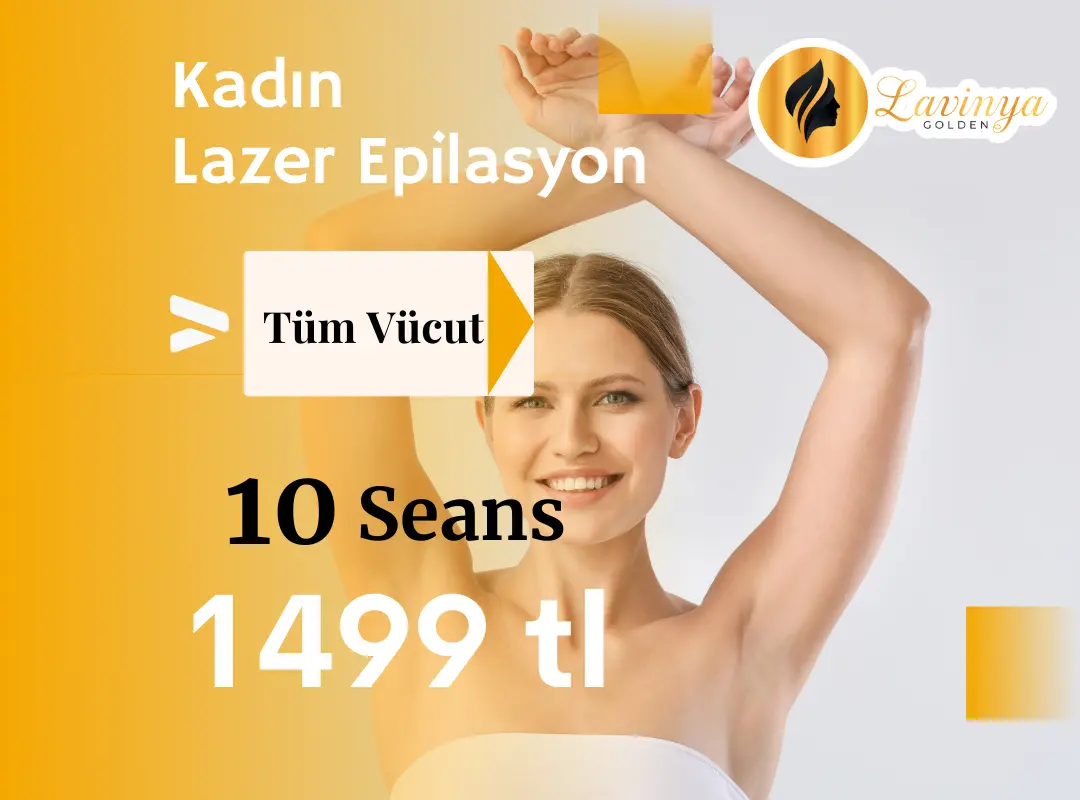 Kadın
Lazer Epilasyon
Lavinya
GOLDEN
Tüm Vücut
10 Seans
1499 tl